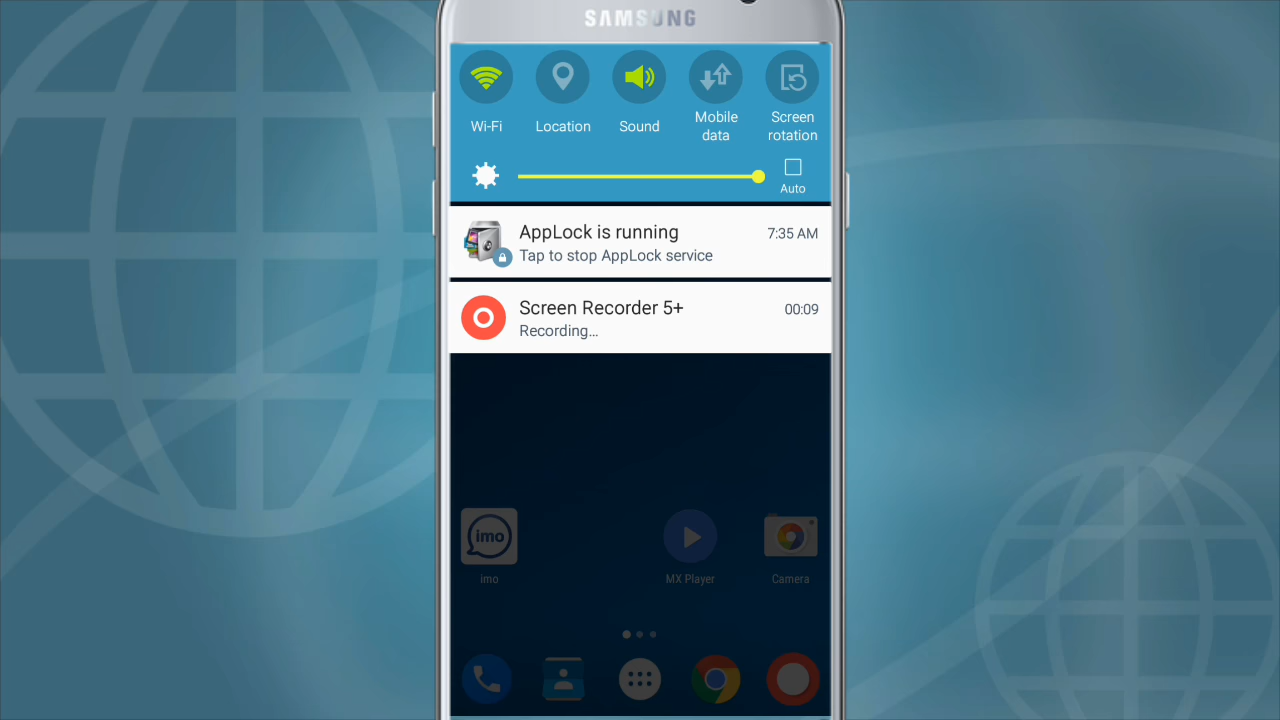 SAMSUNG
Wi-Fi
Location
Sound
Mobile data
Screen rotation
Auto
AppLock is running
7:35 AM
Tap to stop AppLock service
Screen Recorder 5+
00:09
Recording...
imo
imo
MX Player
Camera